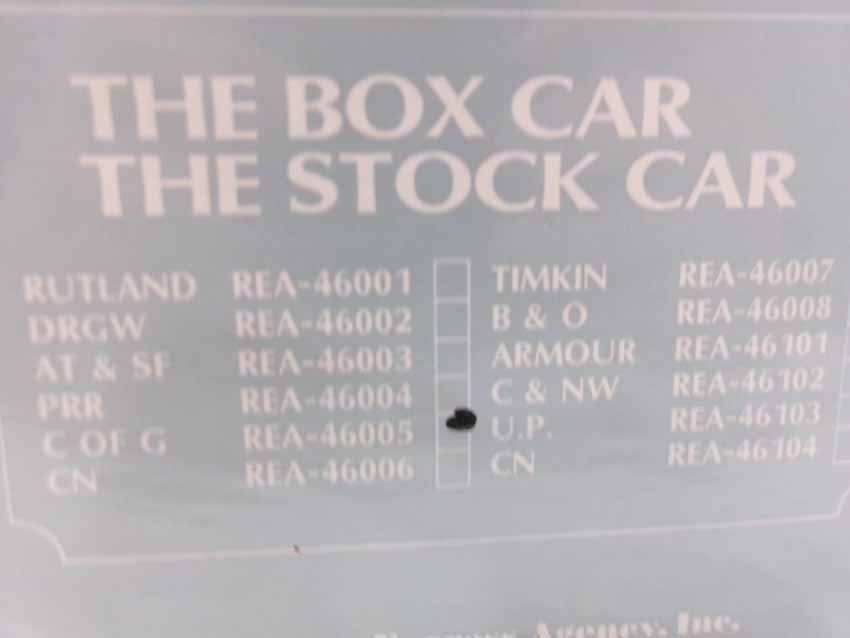 THE BOX CAR
THE STOCK CAR
RUTLAND REA-46001 TIMKIN REA-46007
DRGW REA-46002 B & O REA-46008
AT & SF REA-46003 ARMOUR REA-46101
PRR REA-46004 C & NW REA-46102
C OF G REA-46005 U.P. REA-46103
CN REA-46006 CN REA-46104
Agency, Inc.